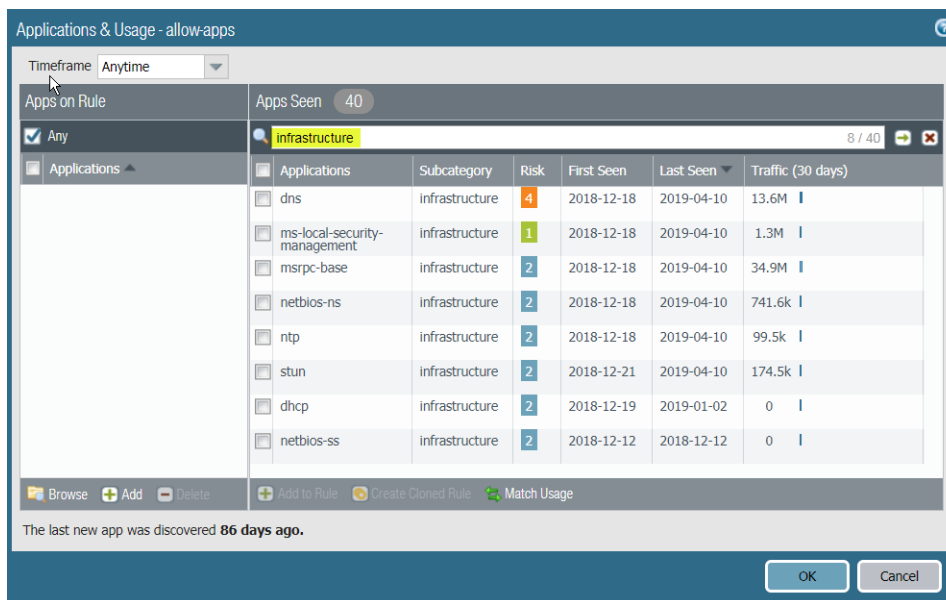 Applications & Usage - allow-apps
Timeframe Anytime
Apps on Rule
Apps Seen 40
Any
infrastructure 8 / 40
Applications
Applications Subcategory Risk First Seen Last Seen Traffic (30 days)
dns infrastructure 4 2018-12-18 2019-04-10 13.6M
ms-local-security-
management infrastructure 1 2018-12-18 2019-04-10 1.3M
msrpc-base infrastructure 2 2018-12-18 2019-04-10 34.9M
netbios-ns infrastructure 2 2018-12-18 2019-04-10 741.6k
ntp infrastructure 2 2018-12-18 2019-04-10 99.5k
stun infrastructure 2 2018-12-21 2019-04-10 174.5k
dhcp infrastructure 2 2018-12-19 2019-01-02 0
netbios-ss infrastructure 2 2018-12-12 2018-12-12 0
Browse Add Delete
Add to Rule Create Cloned Rule Match Usage
The last new app was discovered 86 days ago.
OK Cancel